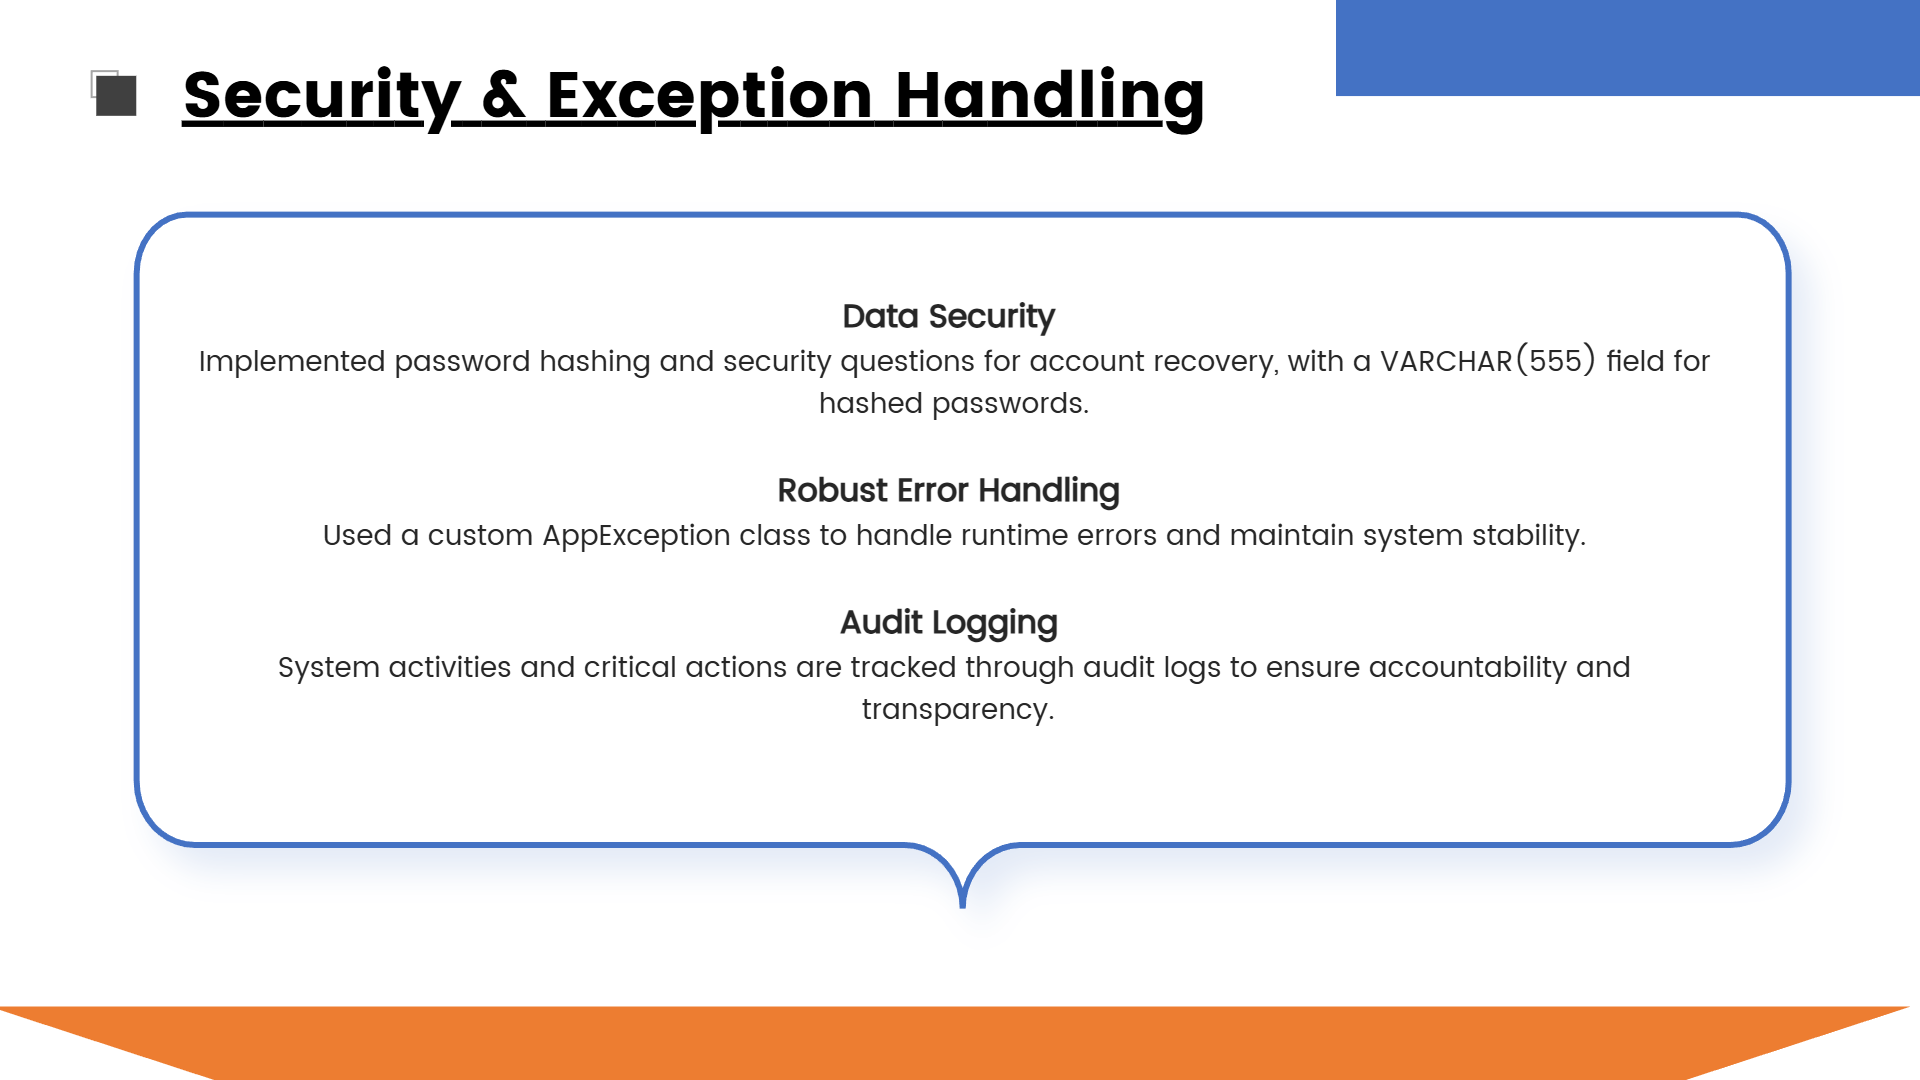 Security & Exception Handling
Data Security
Implemented password hashing and security questions for account recovery, with a VARCHAR(555) field for
hashed passwords.
Robust Error Handling
Used a custom AppException class to handle runtime errors and maintain system stability.
Audit Logging
System activities and critical actions are tracked through audit logs to ensure accountability and
transparency.